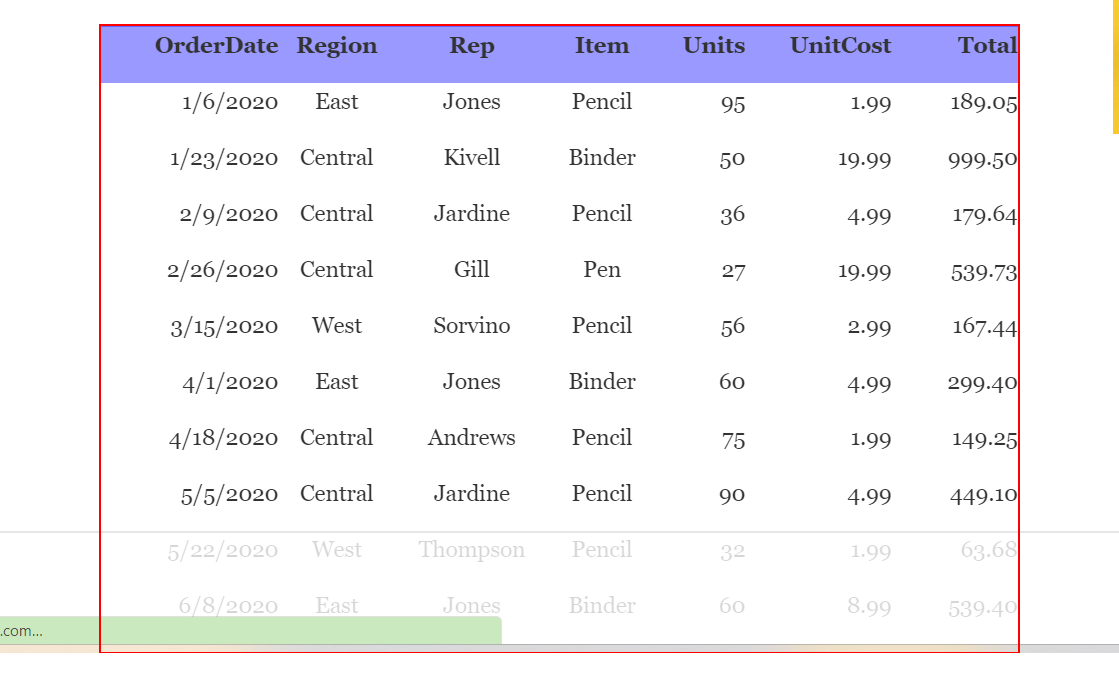 OrderDate Region Rep Item Units UnitCost Total
1/6/2020 East Jones Pencil 95 1.99 189.05
1/23/2020 Central Kivell Binder 50 19.99 999.50
2/9/2020 Central Jardine Pencil 36 4.99 179.64
2/26/2020 Central Gill Pen 27 19.99 539.73
3/15/2020 West Sorvino Pencil 56 2.99 167.44
4/1/2020 East Jones Binder 60 4.99 299.40
4/18/2020 Central Andrews Pencil 75 1.99 149.25
5/5/2020 Central Jardine Pencil 90 4.99 449.10
5/22/2020 West Thompson Pencil 32 1.99 63.68
6/8/2020 East Jones Binder 60 8.99 539.40
.com...